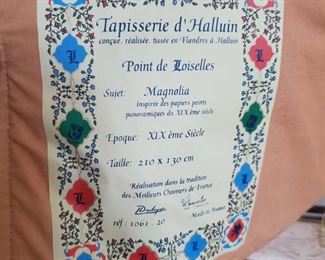 Tapisserie d'Halluin
conçue, réalisée, tissée en Flandres à Halluin
Point de Loiselles
Sujet: Magnolia
Inspirée des papiers peints
panoramiques du XIX ème siècle
Epoque: XIX ème Siècle
Taille: 210 x 130 cm
Réalisation dans la tradition
des Meilleurs Ouvriers de France
Made in France
réf: 1061 - 20